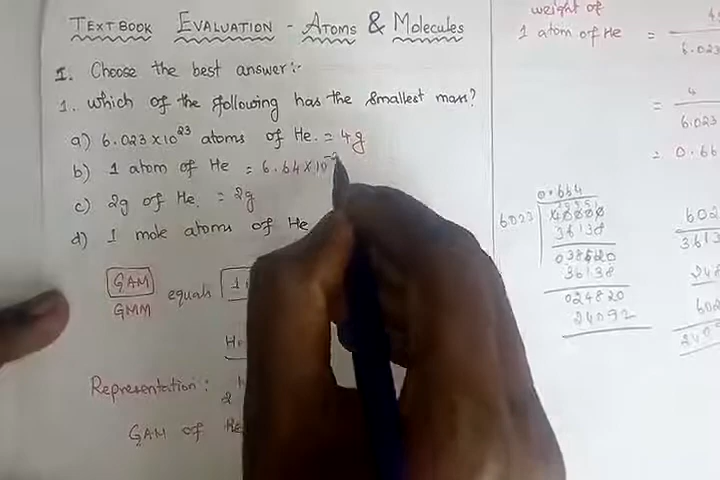 TEXTBOOK EVALUATION - ATOMS & MOLECULES
I. Choose the best answer:-
1. which of the following has the smallest mass?
a) 6.023×10²³ atoms of He. = 4g
b) 1 atom of He = 6.64×10⁻
c) 2g of He. = 2g
d) 1 mole atoms of He
GAM equals
GMM
Representation:
GAM of
weight of
1 atom of He =
6.023
= 4
6.023
= 0.66
0.664
6023 40000
36138
038620
36138
024820
24092
602
3613
248
602
240